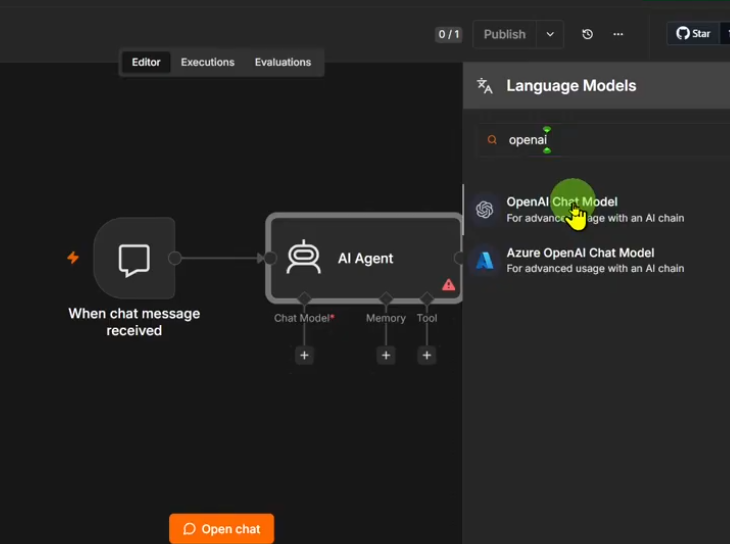 0 / 1
Publish
Star
Editor
Executions
Evaluations
Language Models
openai
OpenAI Chat Model
For advanced usage with an AI chain
Azure OpenAI Chat Model
For advanced usage with an AI chain
AI Agent
When chat message
received
Chat Model*
Memory
Tool
Open chat